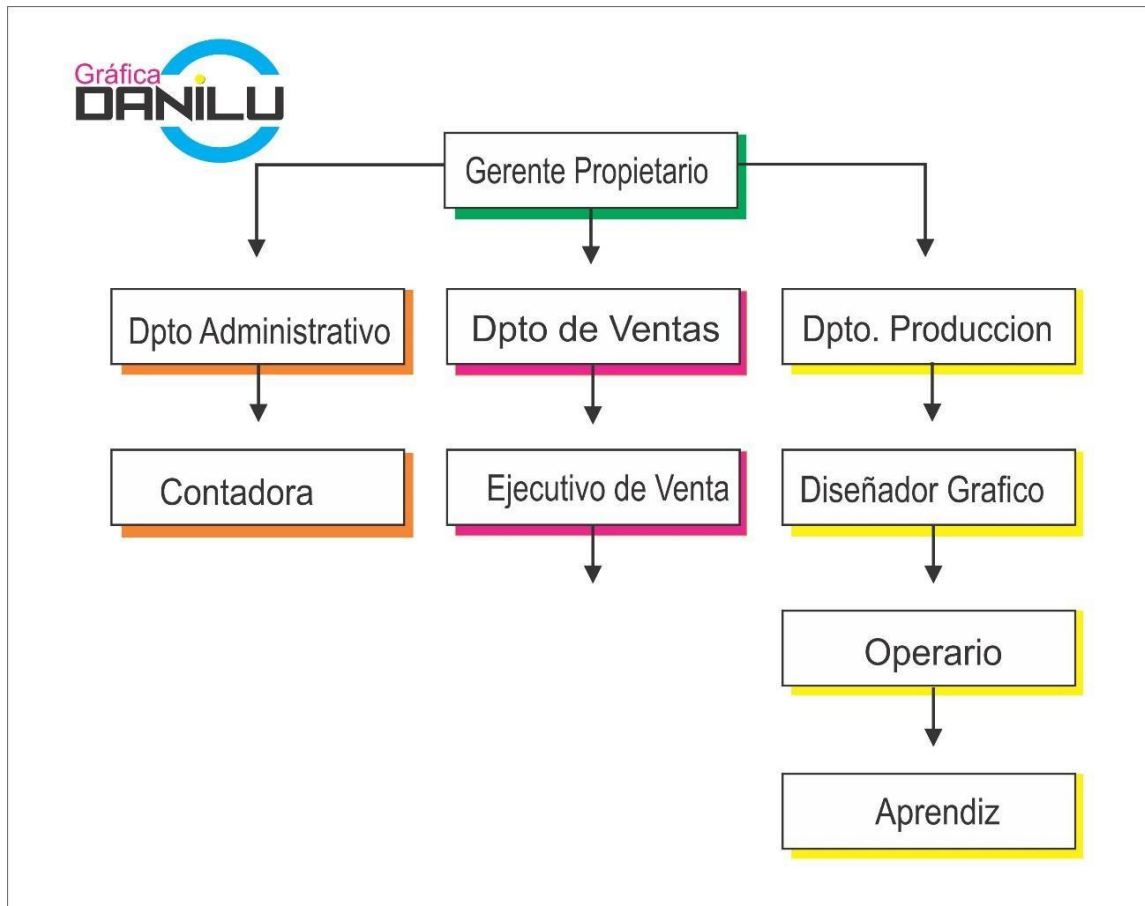 Gráfica
DANiLU
Gerente Propietario
Dpto Administrativo
Dpto de Ventas
Dpto. Produccion
Contadora
Ejecutivo de Venta
Diseñador Grafico
Operario
Aprendiz